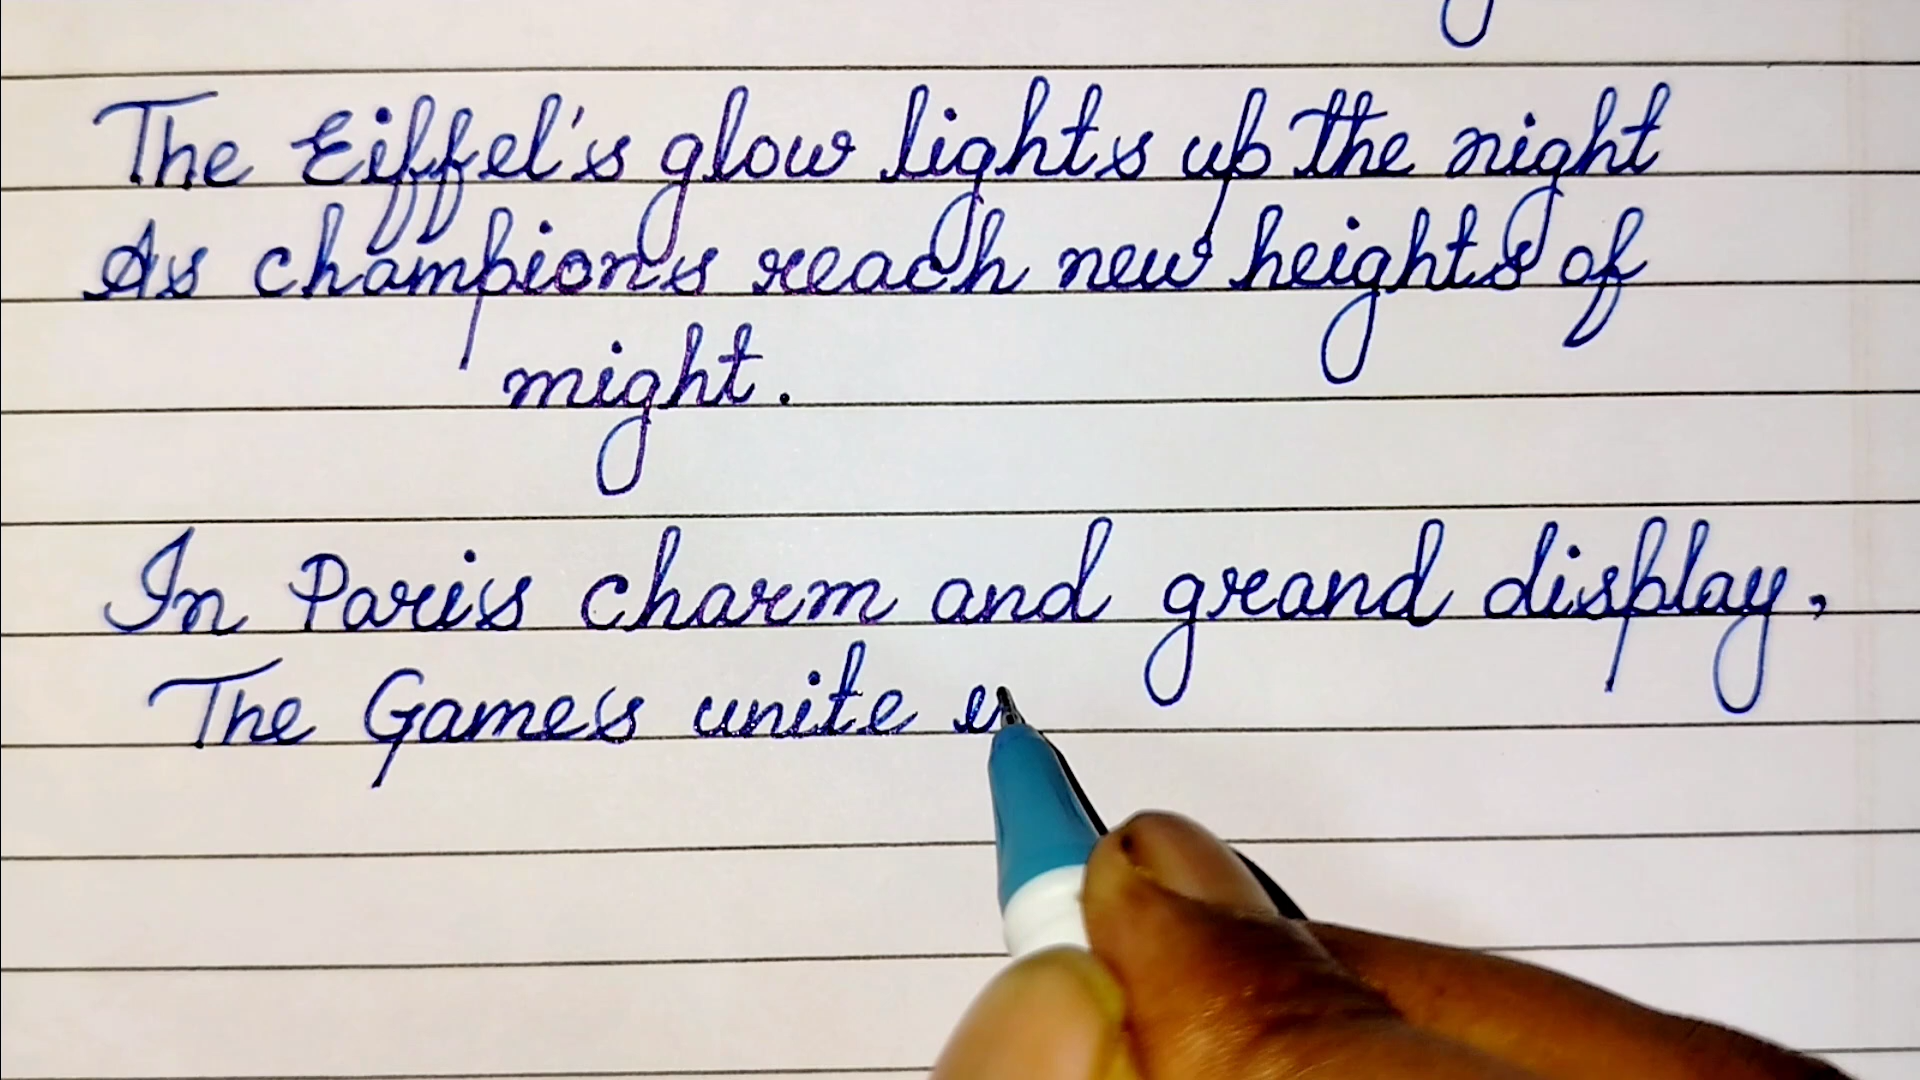 The Eiffel's glow lights up the night
As champions reach new heights of
might.
In Paris charm and grand display,
The Games unite